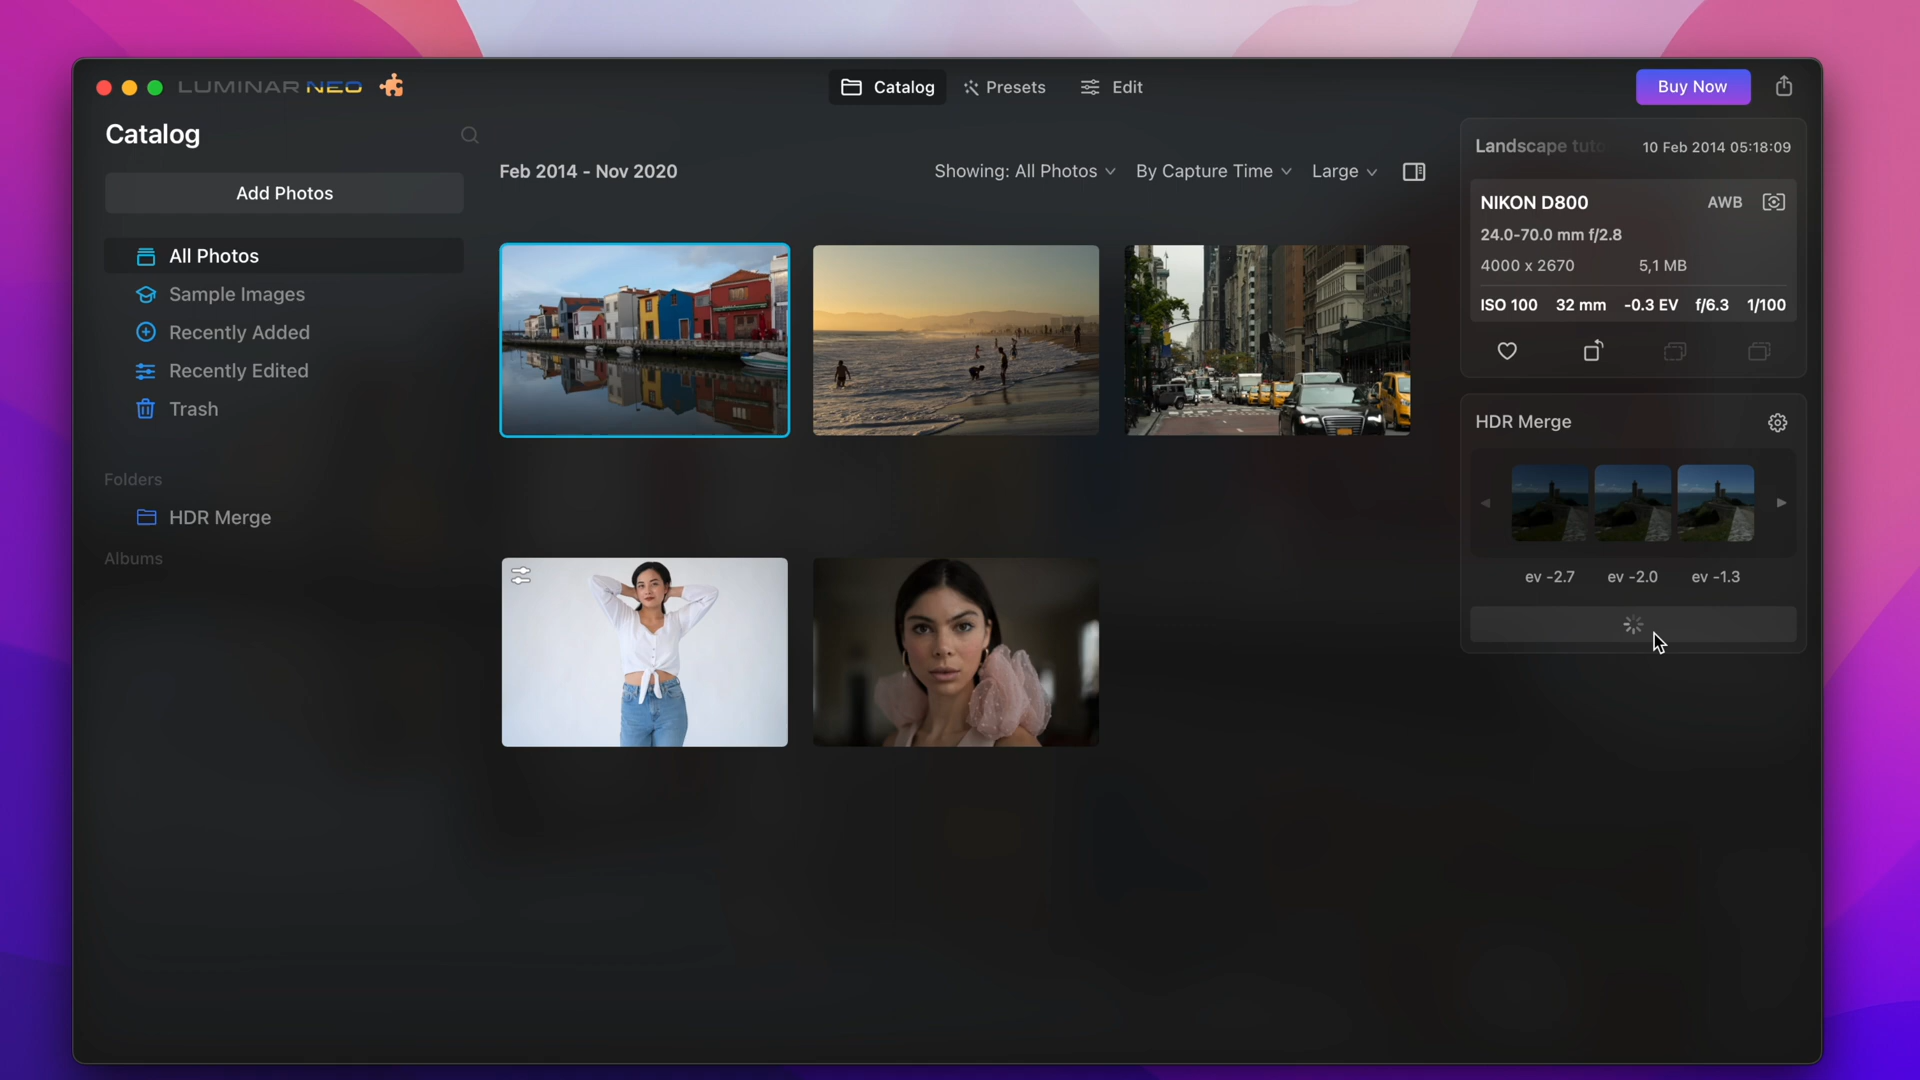 LUMINAR NEO
Catalog
Presets
Edit
Buy Now
Catalog
Add Photos
All Photos
Sample Images
Recently Added
Recently Edited
Trash
Folders
HDR Merge
Albums
Feb 2014 - Nov 2020
Showing: All Photos
By Capture Time
Large
Landscape tuto
10 Feb 2014 05:18:09
NIKON D800
AWB
24.0-70.0 mm f/2.8
4000 x 2670
5,1 MB
ISO 100 32 mm -0.3 EV f/6.3 1/100
HDR Merge
ev -2.7 ev -2.0 ev -1.3